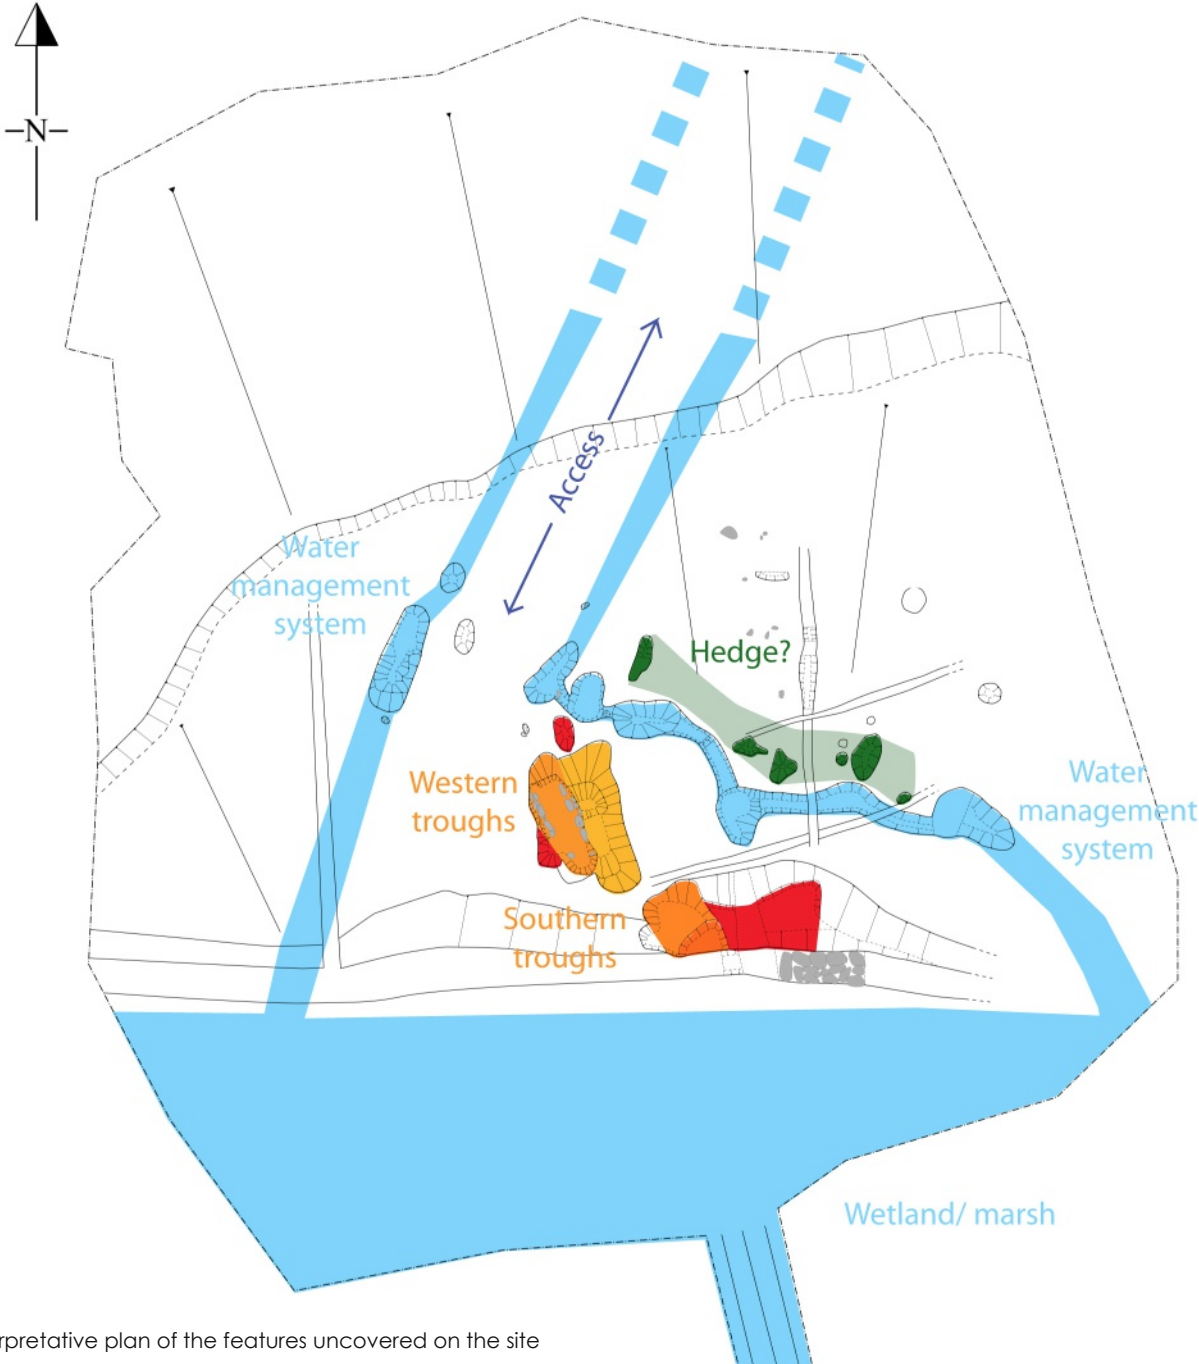 N
Access
Water
management
system
Hedge?
Western
troughs
Water
management
system
Southern
troughs
Wetland/ marsh
rpretative plan of the features uncovered on the site